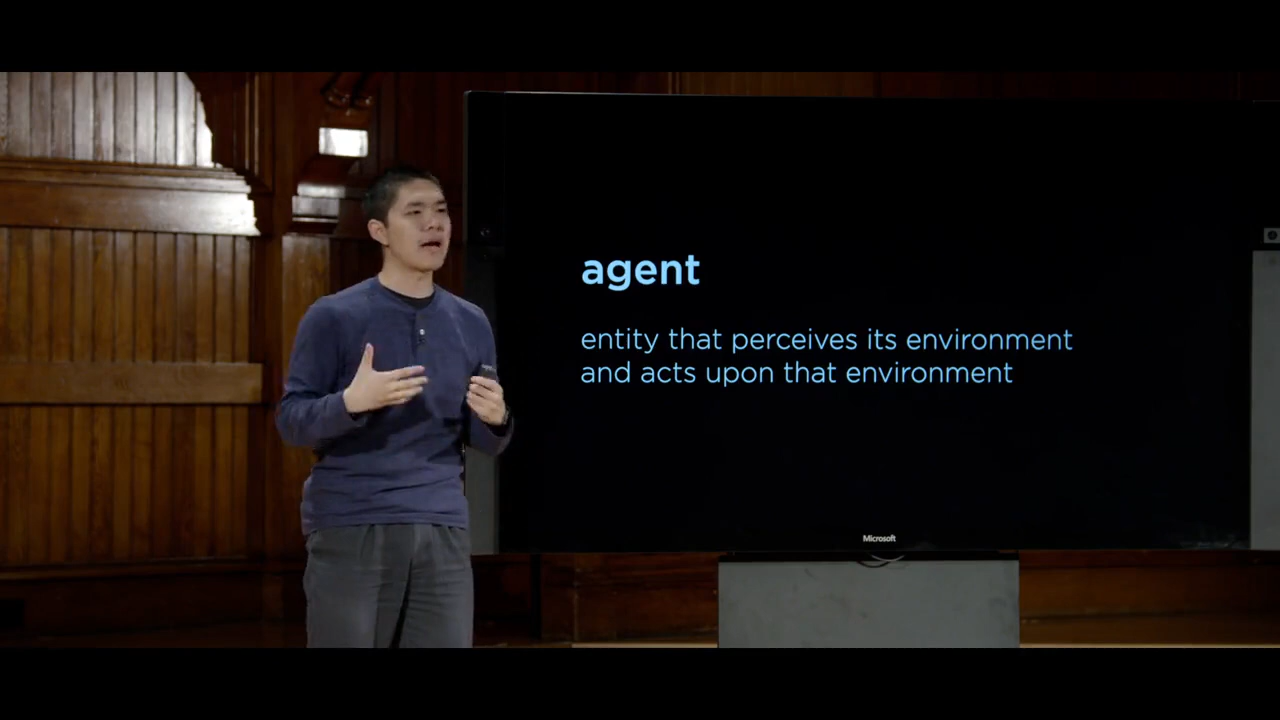 agent
entity that perceives its environment
and acts upon that environment
Microsoft